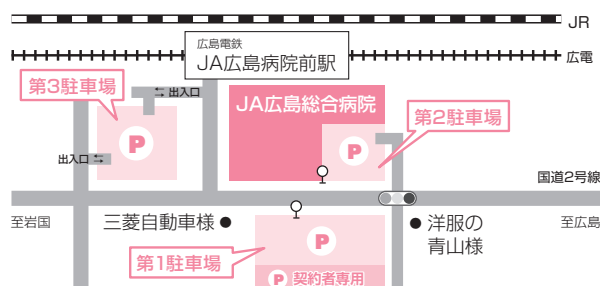 JR
広電
広島電鉄
JA広島病院前駅
第3駐車場
出入口
P
出入口
JA広島総合病院
第2駐車場
P
国道2号線
至岩国
三菱自動車様
洋服の
青山様
至広島
第1駐車場
P
P 契約者専用